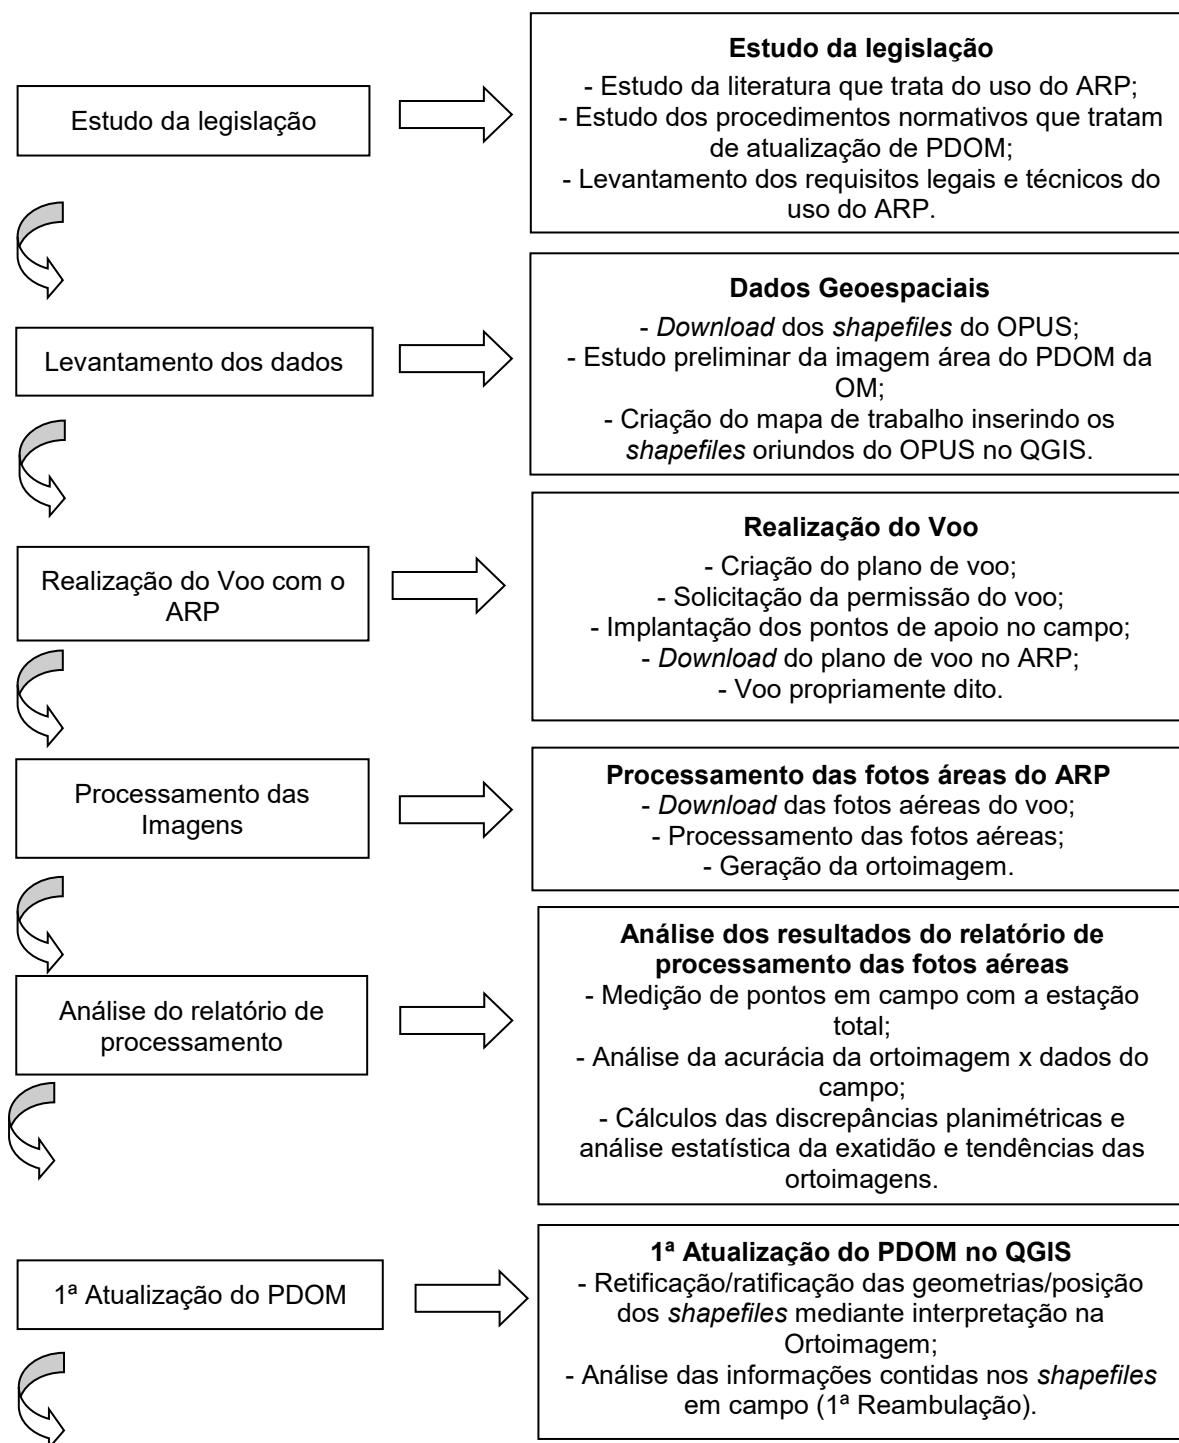 Estudo da legislação
Estudo da legislação
- Estudo da literatura que trata do uso do ARP;
- Estudo dos procedimentos normativos que tratam
de atualização de PDOM;
- Levantamento dos requisitos legais e técnicos do
uso do ARP.
Levantamento dos dados
Dados Geoespaciais
- Download dos shapefiles do OPUS;
- Estudo preliminar da imagem área do PDOM da
OM;
- Criação do mapa de trabalho inserindo os
shapefiles oriundos do OPUS no QGIS.
Realização do Voo com o
ARP
Realização do Voo
- Criação do plano de voo;
- Solicitação da permissão do voo;
- Implantação dos pontos de apoio no campo;
- Download do plano de voo no ARP;
- Voo propriamente dito.
Processamento das
Imagens
Processamento das fotos áreas do ARP
- Download das fotos aéreas do voo;
- Processamento das fotos aéreas;
- Geração da ortoimagem.
Análise do relatório de
processamento
Análise dos resultados do relatório de
processamento das fotos aéreas
- Medição de pontos em campo com a estação
total;
- Análise da acurácia da ortoimagem x dados do
campo;
- Cálculos das discrepâncias planimétricas e
análise estatística da exatidão e tendências das
ortoimagens.
1ª Atualização do PDOM
1ª Atualização do PDOM no QGIS
- Retificação/ratificação das geometrias/posição
dos shapefiles mediante interpretação na
Ortoimagem;
- Análise das informações contidas nos shapefiles
em campo (1ª Reambulação).